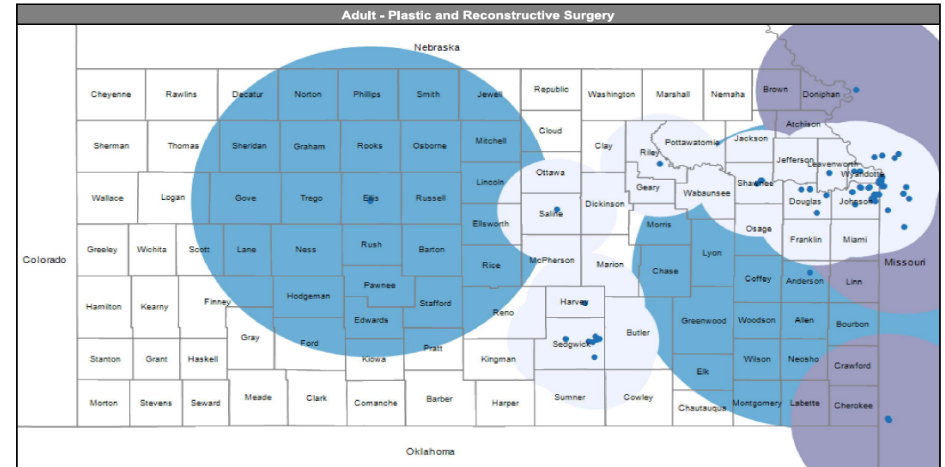 Adult - Plastic and Reconstructive Surgery
Nebraska
Cheyenne Rawlins Decatur Norton Phillips Smith Jewell Republic Washington Marshall Nemaha Brown Doniphan
Atchison
Cloud
Sherman Thomas Sheridan Graham Rooks Osborne Mitchell Clay Riley Pottawatomie Jackson Jefferson Leavenworth
Ottawa
Wallace Logan Gove Trego Ellis Russell Lincoln Geary Wabaunsee Shawnee Wyandotte
Saline Dickinson Douglas Johnson
Ellsworth Morris Osage
Greeley Wichita Scott Lane Ness Rush Barton Lyon Franklin Miami
Colorado Rice McPherson Marion Chase Missouri
Hamilton Kearny Finney Hodgeman Pawnee Stafford Coffey Anderson Linn
Reno Harvey
Gray Ford Edwards Butler Greenwood Woodson Allen Bourbon
Stanton Grant Haskell Kiowa Pratt Kingman Sedgwick Elk Wilson Neosho Crawford
Morton Stevens Seward Meade Clark Comanche Barber Harper Sumner Cowley Chautauqua Montgomery Labette Cherokee
Oklahoma